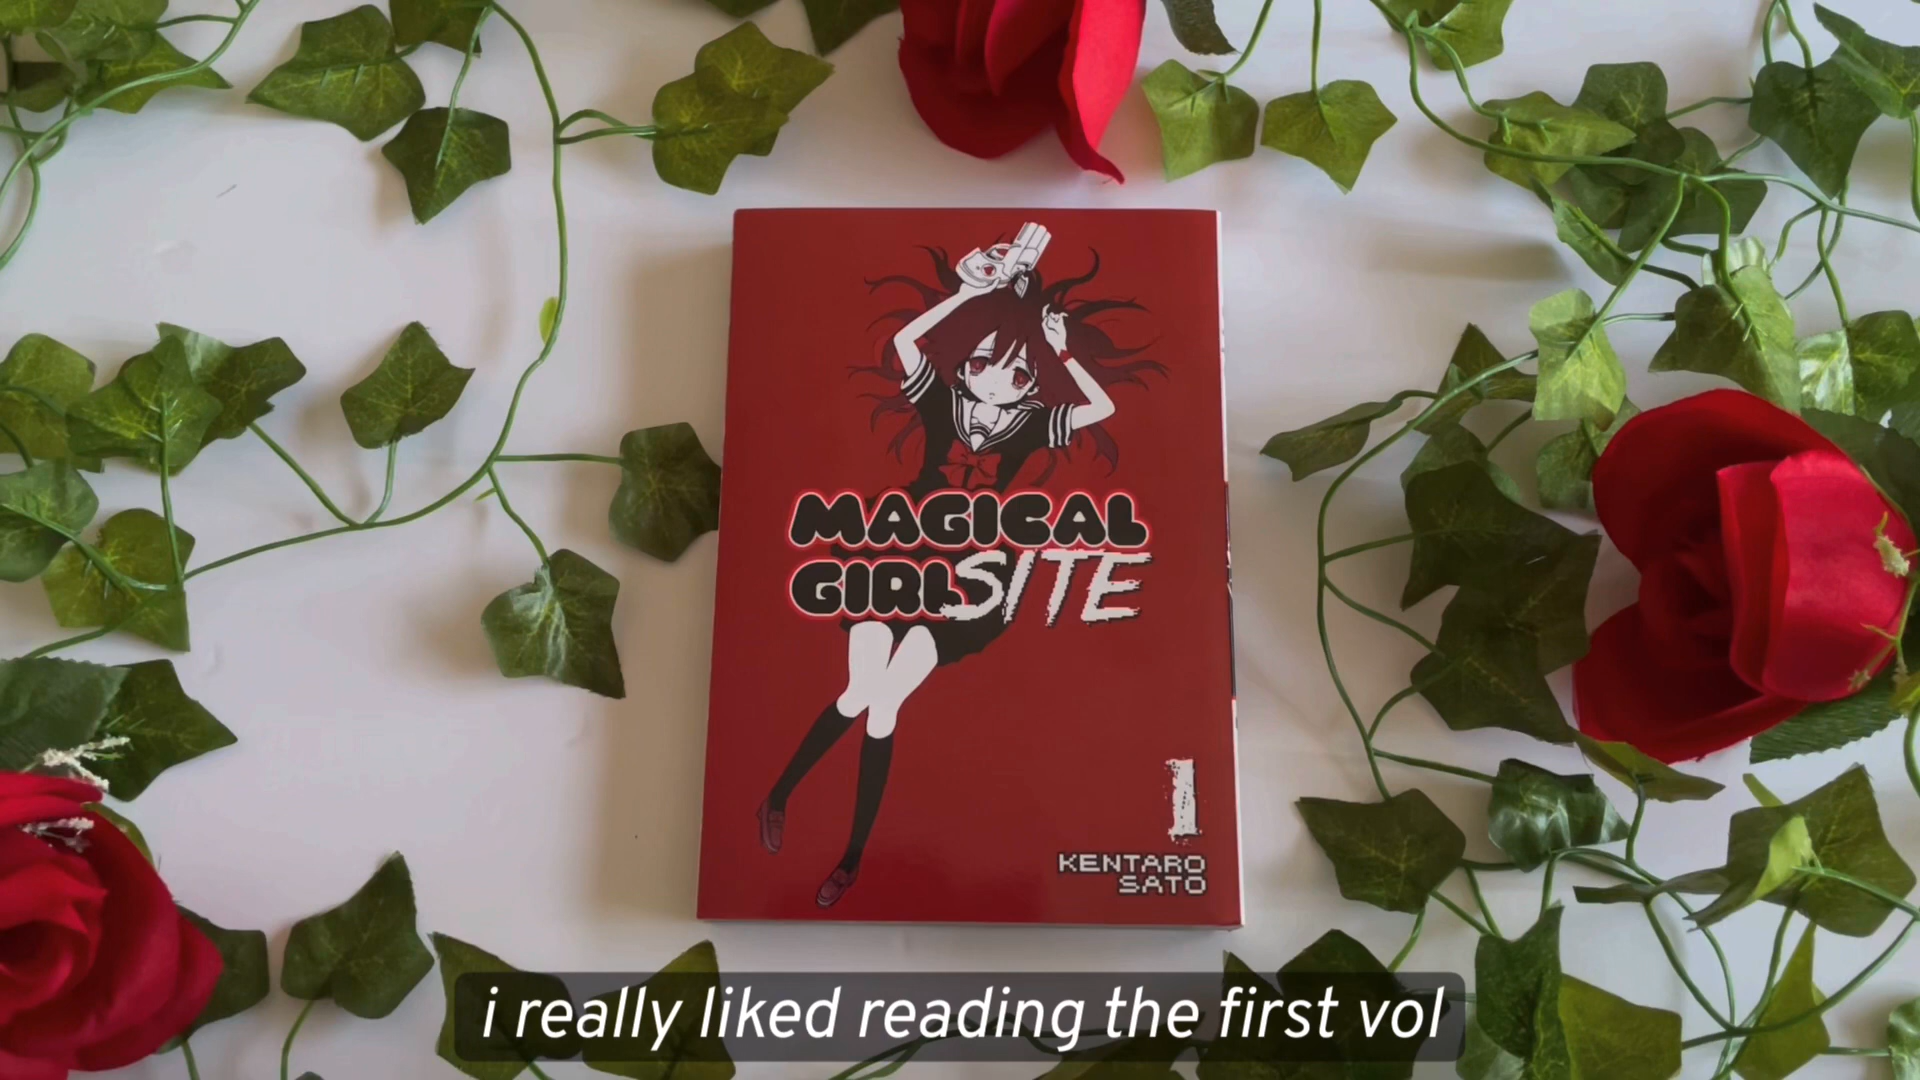 MAGICAL
GIRL SITE
1
KENTARO
SATO
i really liked reading the first vol